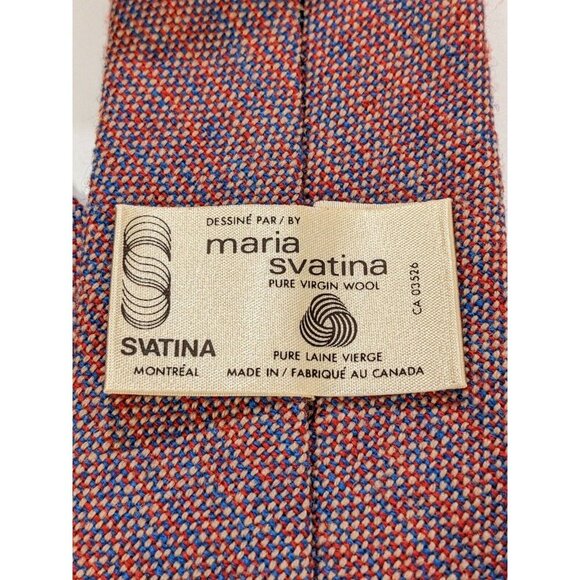 DESSINÉ PAR / BY
maria
svatina
PURE VIRGIN WOOL
CA 03526
SVATINA
MONTRÉAL
PURE LAINE VIERGE
MADE IN / FABRIQUÉ AU CANADA